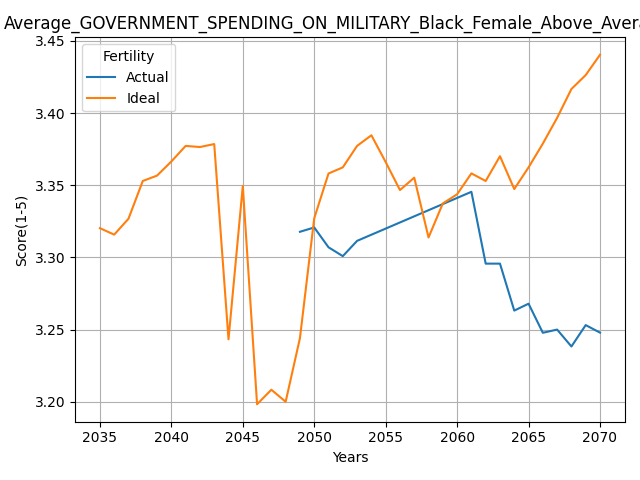 Average_GOVERNMENT_SPENDING_ON_MILITARY_Black_Female_Above_Avera
Fertility
Actual
Ideal
3.45
3.40
3.35
3.30
3.25
3.20
Score(1-5)
2035 2040 2045 2050 2055 2060 2065 2070
Years